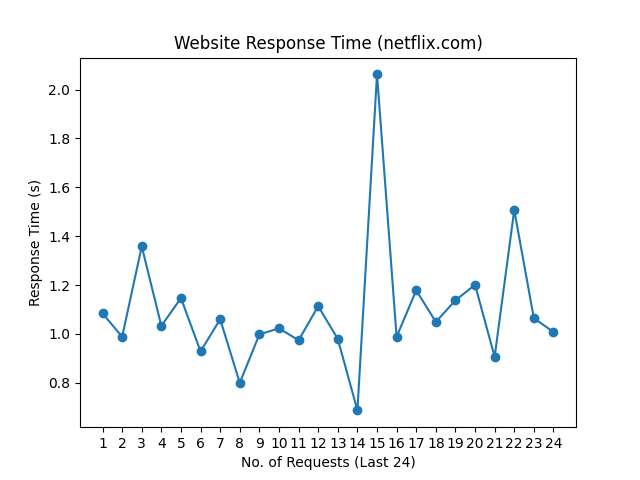 Website Response Time (netflix.com)
Response Time (s)
2.0
1.8
1.6
1.4
1.2
1.0
0.8
1 2 3 4 5 6 7 8 9 10 11 12 13 14 15 16 17 18 19 20 21 22 23 24
No. of Requests (Last 24)